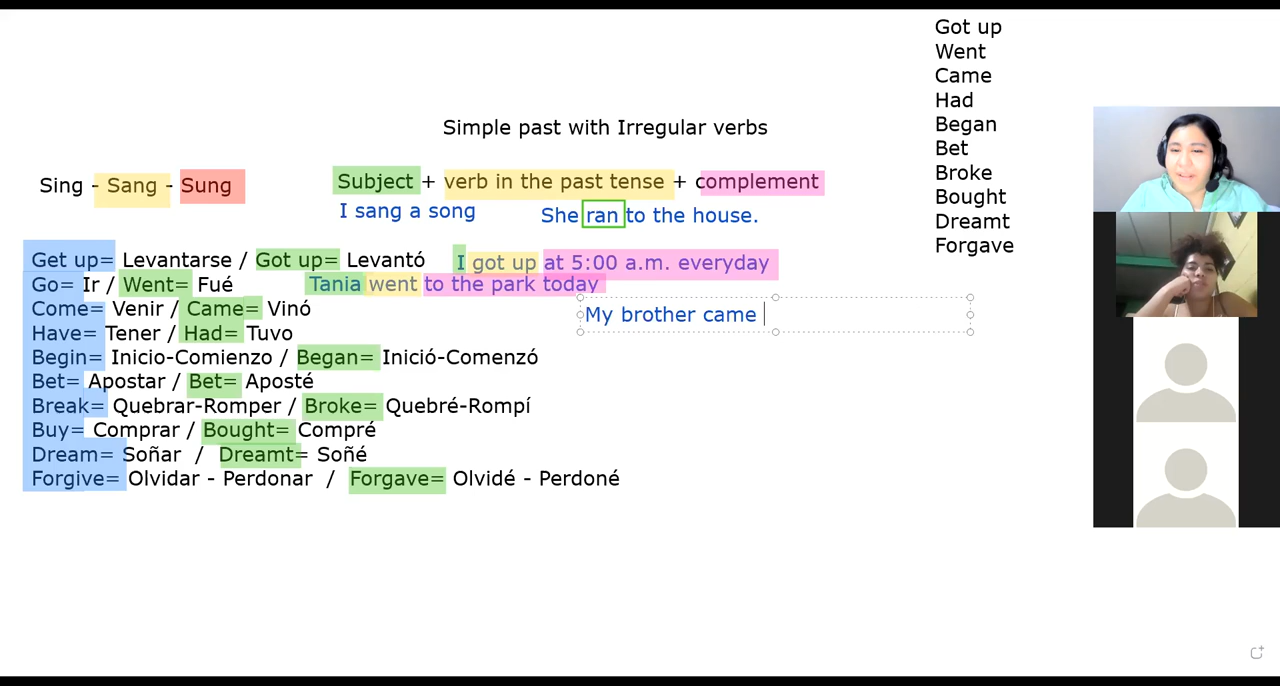 Simple past with Irregular verbs
Sing - Sang - Sung
Subject + verb in the past tense + complement
I sang a song
She ran to the house.
Get up= Levantarse / Got up= Levantó
Go= Ir / Went= Fué
Come= Venir / Came= Vinó
Have= Tener / Had= Tuvo
Begin= Inicio-Comienzo / Began= Inició-Comenzó
Bet= Apostar / Bet= Aposté
Break= Quebrar-Romper / Broke= Quebré-Rompí
Buy= Comprar / Bought= Compré
Dream= Soñar / Dreamt= Soñé
Forgive= Olvidar - Perdonar / Forgave= Olvidé - Perdoné
I got up at 5:00 a.m. everyday
Tania went to the park today
My brother came
Got up
Went
Came
Had
Began
Bet
Broke
Bought
Dreamt
Forgave